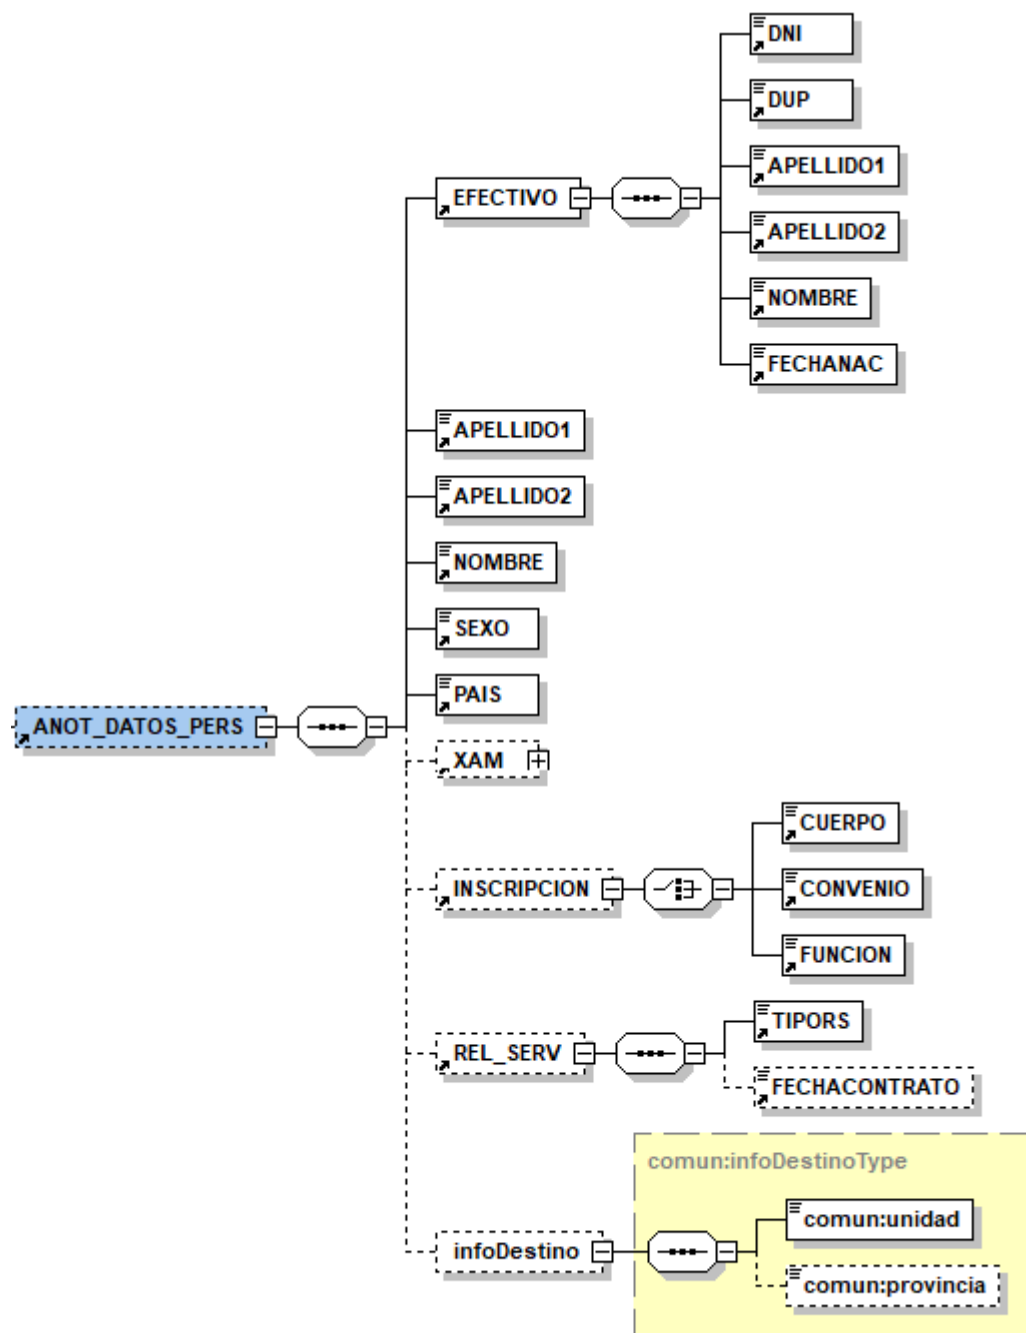 DNI
DUP
APELLIDO1
EFECTIVO
APELLIDO2
NOMBRE
FECHANAC
APELLIDO1
APELLIDO2
NOMBRE
SEXO
PAIS
ANOT_DATOS_PERS
XAM
CUERPO
INSCRIPCION
CONVENIO
FUNCION
TIPORS
REL_SERV
FECHACONTRATO
comun:infoDestinoType
comun:unidad
infoDestino
comun:provincia